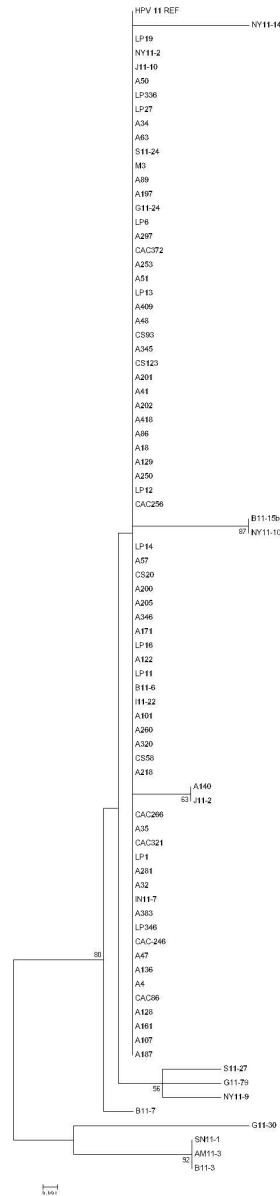 HPV 11 REF
NY11-14
LP19
NY11-2
J11-10
A50
LP336
LP27
A34
A63
S11-24
M3
A89
A197
G11-24
LP6
A297
CAC372
A253
A51
LP13
A409
A48
CS93
A345
CS123
A201
A41
A202
A418
A86
A18
A129
A250
LP12
CAC256
B11-15b
87 NY11-10
LP14
A57
CS20
A200
A205
A346
A171
LP16
A122
LP11
B11-6
I11-22
A101
A260
A320
CS58
A218
A140
63 J11-2
CAC266
A35
CAC321
LP1
A281
A32
IN11-7
A383
LP346
CAC-246
A47
80
A136
A4
CAC86
A128
A161
A107
A187
S11-27
G11-79
56
NY11-9
B11-7
G11-30
SN11-1
AM11-3
92
B11-3
0.001